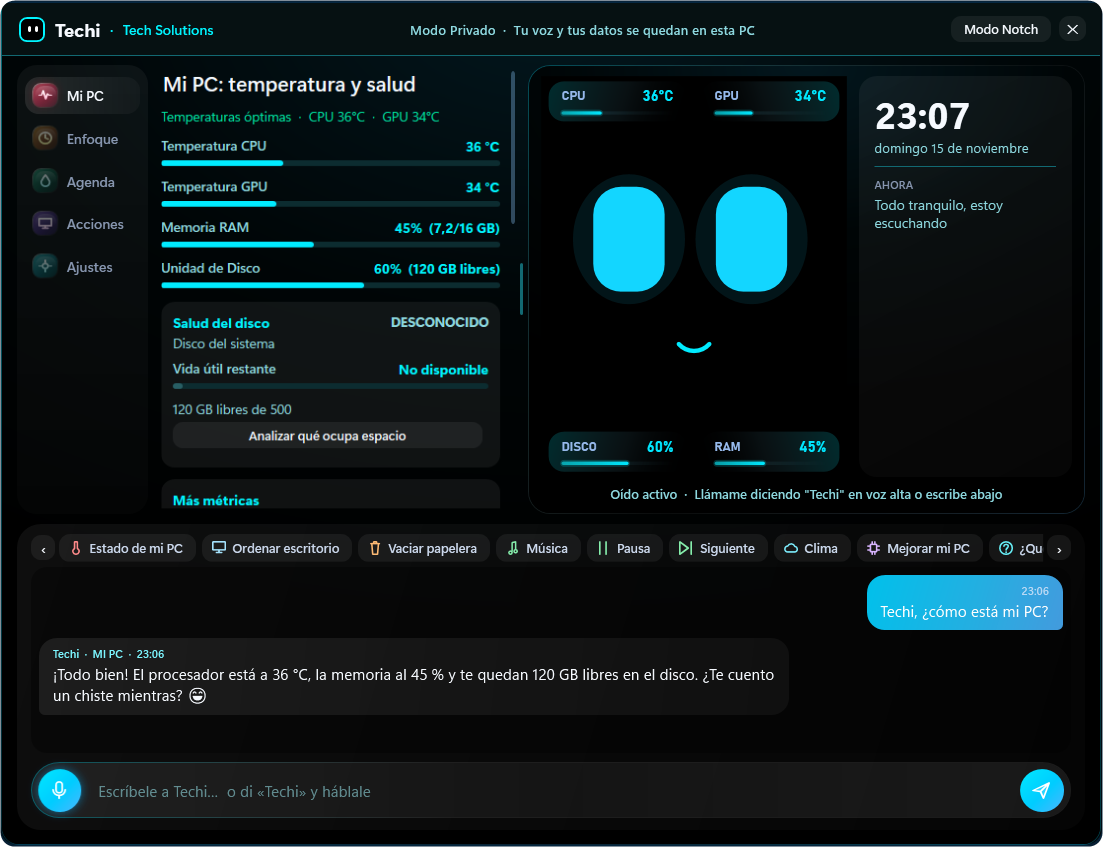 Techi · Tech Solutions
Modo Privado · Tu voz y tus datos se quedan en esta PC
Modo Notch
Mi PC
Enfoque
Agenda
Acciones
Ajustes
Mi PC: temperatura y salud
Temperaturas óptimas · CPU 36°C · GPU 34°C
Temperatura CPU 36 °C
Temperatura GPU 34 °C
Memoria RAM 45% (7,2/16 GB)
Unidad de Disco 60% (120 GB libres)
Salud del disco DESCONOCIDO
Disco del sistema
Vida útil restante No disponible
120 GB libres de 500
Analizar qué ocupa espacio
Más métricas
CPU 36°C GPU 34°C
DISCO 60% RAM 45%
Oído activo · Llámame diciendo "Techi" en voz alta o escribe abajo
23:07
domingo 15 de noviembre
AHORA
Todo tranquilo, estoy
escuchando
‹ Estado de mi PC Ordenar escritorio Vaciar papelera Música Pausa Siguiente Clima Mejorar mi PC ¿Qu ›
23:06
Techi, ¿cómo está mi PC?
Techi · MI PC · 23:06
¡Todo bien! El procesador está a 36 °C, la memoria al 45 % y te quedan 120 GB libres en el disco. ¿Te cuento
un chiste mientras? 😄
Escríbele a Techi... o di «Techi» y háblale